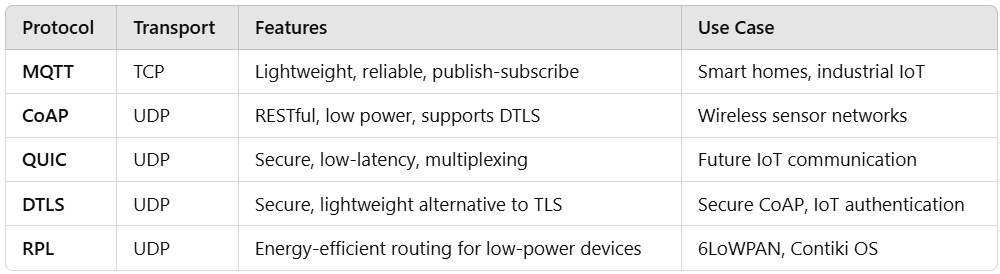 Protocol Transport Features Use Case
MQTT TCP Lightweight, reliable, publish-subscribe Smart homes, industrial IoT
CoAP UDP RESTful, low power, supports DTLS Wireless sensor networks
QUIC UDP Secure, low-latency, multiplexing Future IoT communication
DTLS UDP Secure, lightweight alternative to TLS Secure CoAP, IoT authentication
RPL UDP Energy-efficient routing for low-power devices 6LoWPAN, Contiki OS